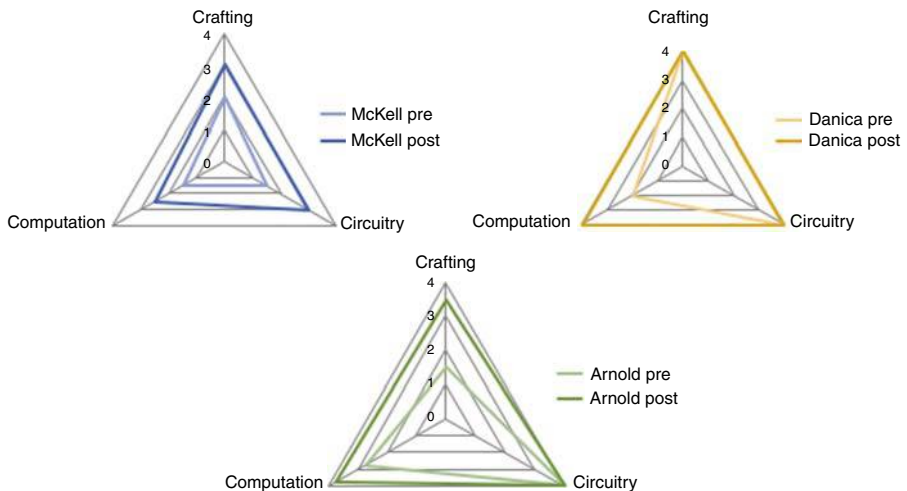 Crafting
4
3
2
1
0
Computation
Circuitry
McKell pre
McKell post
Crafting
4
3
2
1
0
Computation
Circuitry
Danica pre
Danica post
Crafting
4
3
2
1
0
Computation
Circuitry
Arnold pre
Arnold post